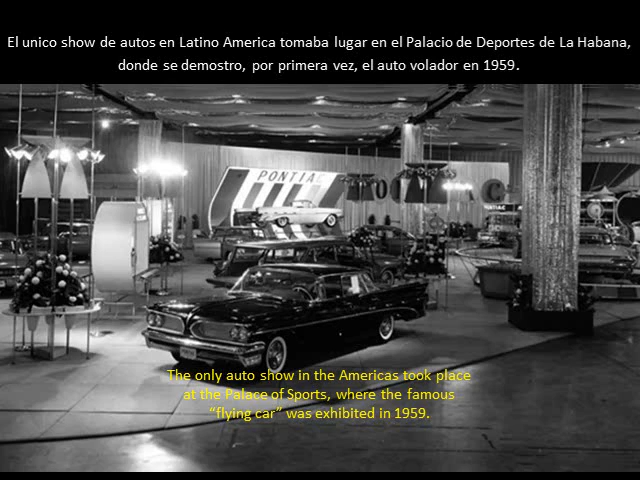 El unico show de autos en Latino America tomaba lugar en el Palacio de Deportes de La Habana,
donde se demostro, por primera vez, el auto volador en 1959.
PONTIAC
PONTIAC
The only auto show in the Americas took place
at the Palace of Sports, where the famous
“flying car” was exhibited in 1959.